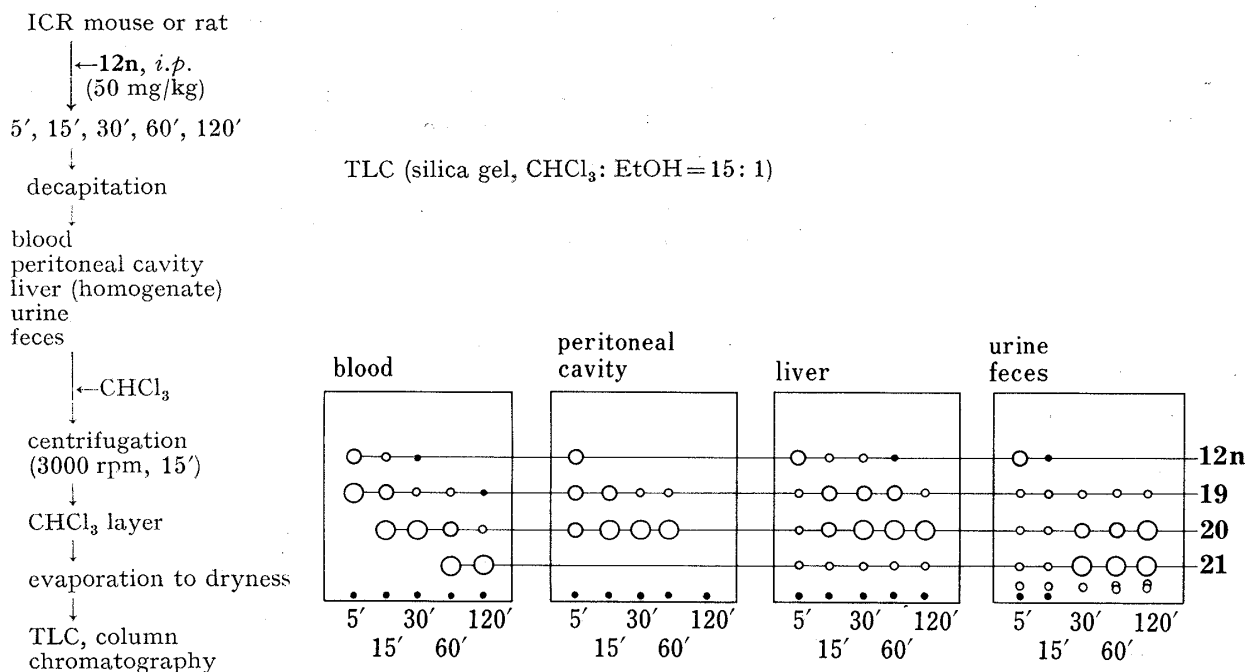 ICR mouse or rat
←12n, i.p.
(50 mg/kg)
5′, 15′, 30′, 60′, 120′
decapitation
blood
peritoneal cavity
liver (homogenate)
urine
feces
←CHCl₃
centrifugation
(3000 rpm, 15′)
CHCl₃ layer
evaporation to dryness
TLC, column
chromatography
TLC (silica gel, CHCl₃: EtOH=15: 1)
blood
peritoneal
cavity
liver
urine
feces
12n
19
20
21
5′ 30′ 120′ 5′ 30′ 120′ 5′ 30′ 120′ 5′ 30′ 120′
15′ 60′ 15′ 60′ 15′ 60′ 15′ 60′